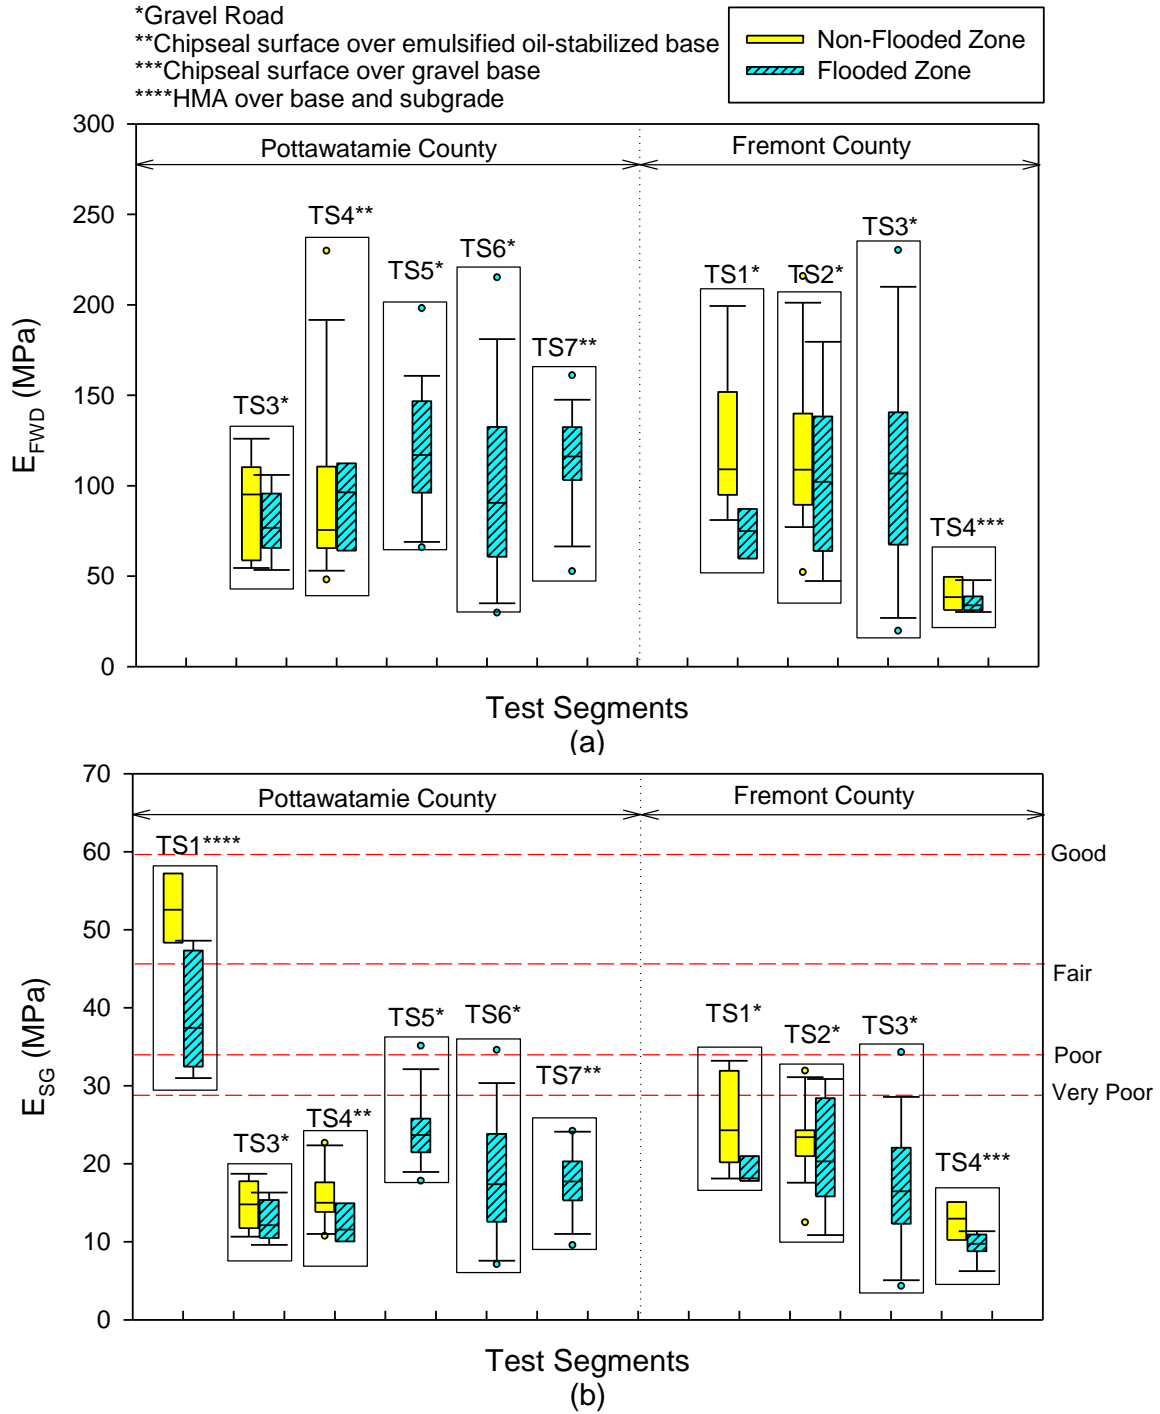 *Gravel Road
**Chipseal surface over emulsified oil-stabilized base
***Chipseal surface over gravel base
****HMA over base and subgrade
Non-Flooded Zone
Flooded Zone
300
250
200
150
100
50
0
E_FWD (MPa)
Pottawatamie County
Fremont County
TS3*
TS4**
TS5*
TS6*
TS7**
TS1*
TS2*
TS3*
TS4***
Test Segments
(a)
70
60
50
40
30
20
10
0
E_SG (MPa)
Pottawatamie County
Fremont County
TS1****
TS3*
TS4**
TS5*
TS6*
TS7**
TS1*
TS2*
TS3*
TS4***
Good
Fair
Poor
Very Poor
Test Segments
(b)